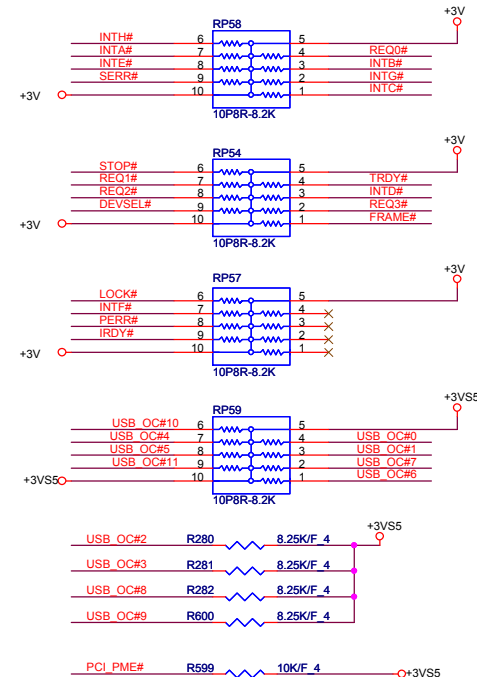 +3V
RP58
INTH# 6 5
INTA# 7 4 REQ0#
INTE# 8 3 INTB#
SERR# 9 2 INTG#
+3V 10 1 INTC#
10P8R-8.2K
+3V
RP54
STOP# 6 5
REQ1# 7 4 TRDY#
REQ2# 8 3 INTD#
DEVSEL# 9 2 REQ3#
+3V 10 1 FRAME#
10P8R-8.2K
+3V
RP57
LOCK# 6 5
INTF# 7 4
PERR# 8 3
IRDY# 9 2
+3V 10 1
10P8R-8.2K
+3VS5
RP59
USB_OC#10 6 5
USB_OC#4 7 4 USB_OC#0
USB_OC#5 8 3 USB_OC#1
USB_OC#11 9 2 USB_OC#7
+3VS5 10 1 USB_OC#6
10P8R-8.2K
+3VS5
USB_OC#2 R280 8.25K/F_4
USB_OC#3 R281 8.25K/F_4
USB_OC#8 R282 8.25K/F_4
USB_OC#9 R600 8.25K/F_4
PCI_PME# R599 10K/F_4 +3VS5